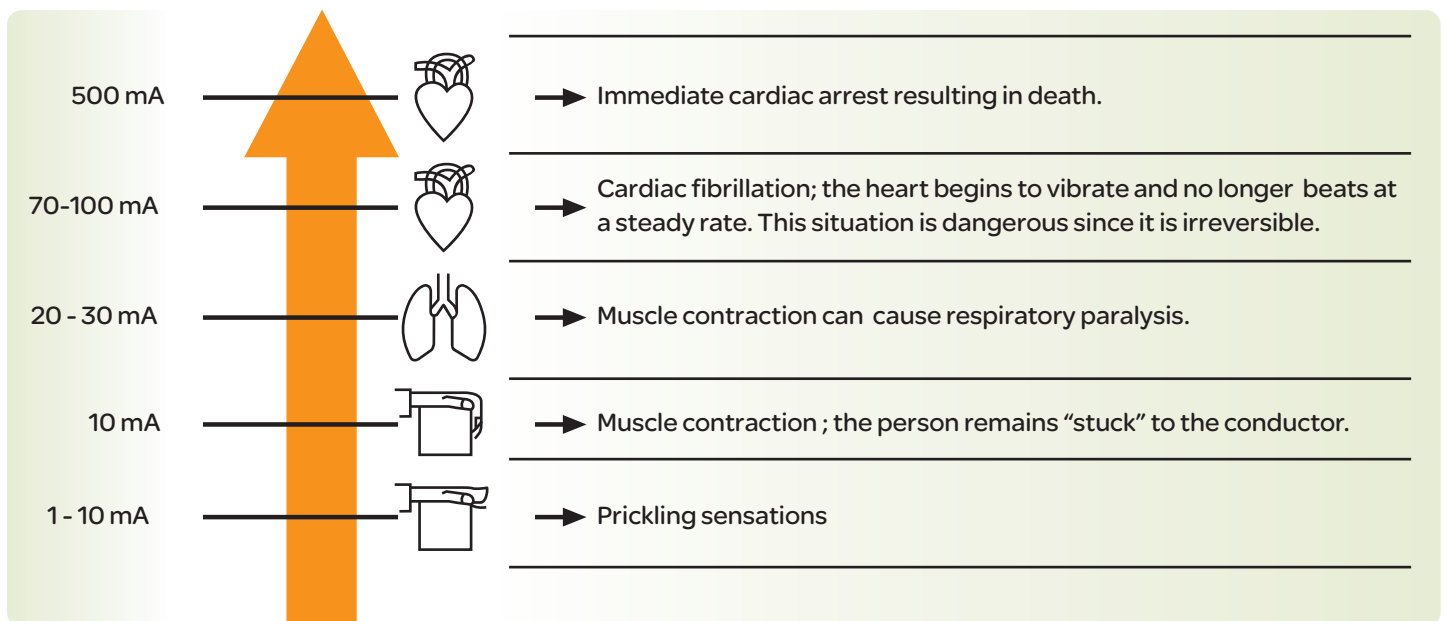 500 mA
Immediate cardiac arrest resulting in death.
70-100 mA
Cardiac fibrillation; the heart begins to vibrate and no longer beats at
a steady rate. This situation is dangerous since it is irreversible.
20 - 30 mA
Muscle contraction can cause respiratory paralysis.
10 mA
Muscle contraction ; the person remains “stuck” to the conductor.
1 - 10 mA
Prickling sensations